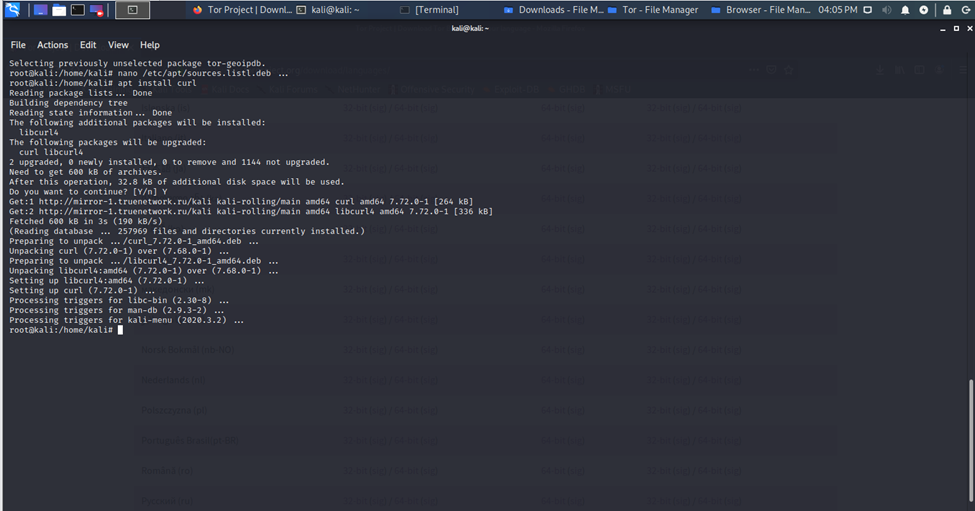 Tor Project | Downl...
kali@kali: ~
[Terminal]
Downloads - File M...
Tor - File Manager
Browser - File Man...
04:05 PM
kali@kali: ~
File Actions Edit View Help
Selecting previously unselected package tor-geoipdb.
root@kali:/home/kali# nano /etc/apt/sources.listl.deb ...
root@kali:/home/kali# apt install curl
Reading package lists... Done
Building dependency tree
Reading state information... Done
The following additional packages will be installed:
libcurl4
The following packages will be upgraded:
curl libcurl4
2 upgraded, 0 newly installed, 0 to remove and 1144 not upgraded.
Need to get 600 kB of archives.
After this operation, 32.8 kB of additional disk space will be used.
Do you want to continue? [Y/n] Y
Get:1 http://mirror-1.truenetwork.ru/kali kali-rolling/main amd64 curl amd64 7.72.0-1 [264 kB]
Get:2 http://mirror-1.truenetwork.ru/kali kali-rolling/main amd64 libcurl4 amd64 7.72.0-1 [336 kB]
Fetched 600 kB in 3s (190 kB/s)
(Reading database ... 257969 files and directories currently installed.)
Preparing to unpack .../curl_7.72.0-1_amd64.deb ...
Unpacking curl (7.72.0-1) over (7.68.0-1) ...
Preparing to unpack .../libcurl4_7.72.0-1_amd64.deb ...
Unpacking libcurl4:amd64 (7.72.0-1) over (7.68.0-1) ...
Setting up libcurl4:amd64 (7.72.0-1) ...
Setting up curl (7.72.0-1) ...
Processing triggers for libc-bin (2.30-8) ...
Processing triggers for man-db (2.9.3-2) ...
Processing triggers for kali-menu (2020.3.2) ...
root@kali:/home/kali#